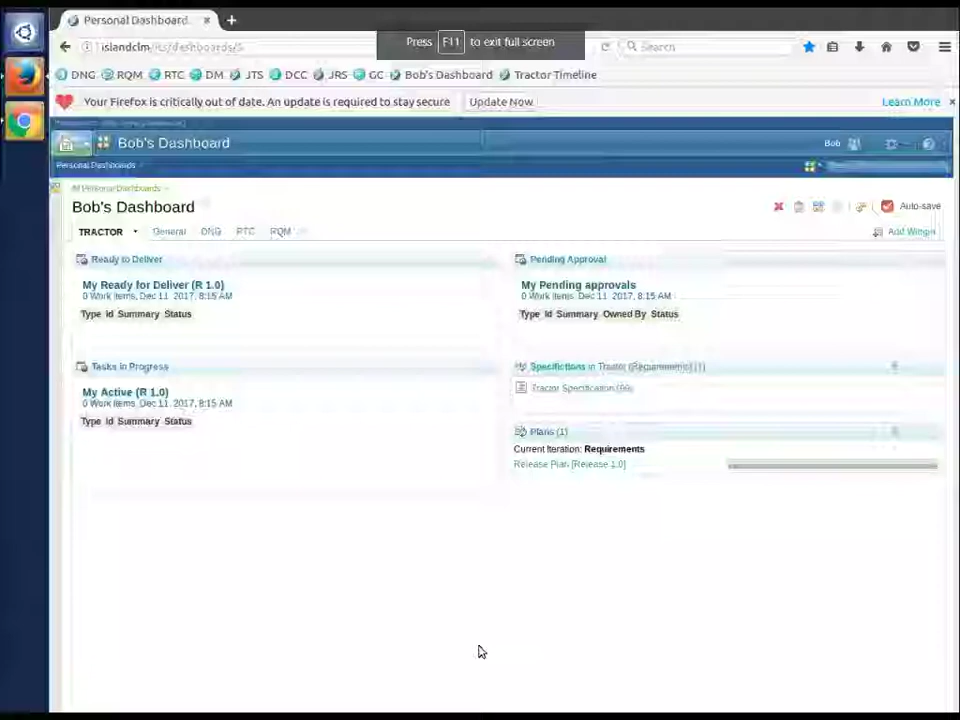 Personal Dashboard
islandclm/jts/dashboards/5
Press F11 to exit full screen
Search
DNG RQM RTC DM JTS DCC JRS GC Bob's Dashboard Tractor Timeline
Your Firefox is critically out of date. An update is required to stay secure Update Now Learn More
Bob's Dashboard Bob
Personal Dashboards
All Personal Dashboards
Bob's Dashboard Auto-save
TRACTOR General DNG RTC RQM Add Widget
Ready to Deliver
My Ready for Deliver (R 1.0)
0 Work Items, Dec 11, 2017, 8:15 AM
Type Id Summary Status
Pending Approval
My Pending approvals
0 Work Items, Dec 11, 2017, 8:15 AM
Type Id Summary Owned By Status
Tasks in Progress
My Active (R 1.0)
0 Work Items, Dec 11, 2017, 8:15 AM
Type Id Summary Status
Specifictions in Tractor (Requirements) (1)
Tractor Specification
Plans (1)
Current Iteration: Requirements
Release Plan [Release 1.0]